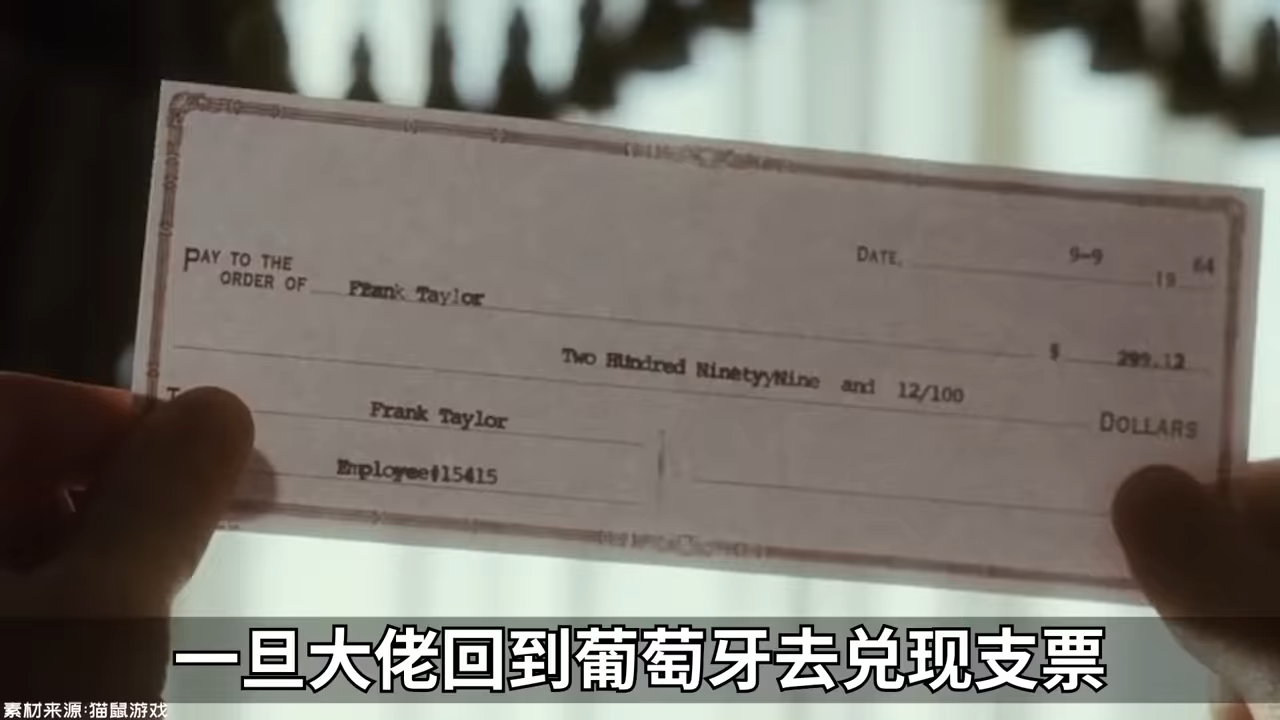 DATE, 9-9 19 64
PAY TO THE
ORDER OF Frank Taylor
$ 299.12
Two HUndred NinetyyNine and 12/100
DOLLARS
Frank Taylor
Employee#15415
一旦大佬回到葡萄牙去兑现支票
素材来源:猫鼠游戏